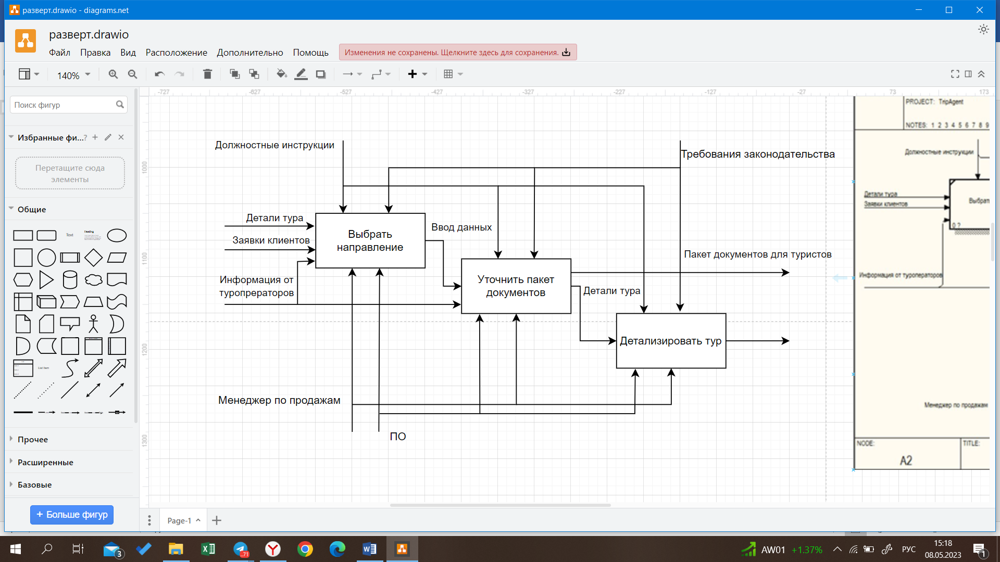 разверт.drawio - diagrams.net
разверт.drawio
Файл Правка Вид Расположение Дополнительно Помощь
Изменения не сохранены. Щелкните здесь для сохранения.
140%
-727 -627 -527 -427 -327 -227 -127 -27 73 173
Поиск фигур
Избранные фи...?
Перетащите сюда
элементы
Общие
Text
Heading
List Item
Прочее
Расширенные
Базовые
+ Больше фигур
1000
1100
1200
1300
Должностные инструкции
Требования законодательства
Детали тура
Заявки клиентов
Информация от
туропрераторов
Выбрать
направление
Ввод данных
Уточнить пакет
документов
Пакет документов для туристов
Детали тура
Детализировать тур
Менеджер по продажам
ПО
PROJECT: TripAgent
NOTES: 1 2 3 4 5 6 7 8 9
Должностные инструкции
Детали тура
Заявки клиентов
Выбрат
0 ?
Информация от туроператоров
Менеджер по продажам
NODE:
TITLE:
A2
Page-1
3
..71
AW01 +1.37%
РУС
15:18
08.05.2023
1